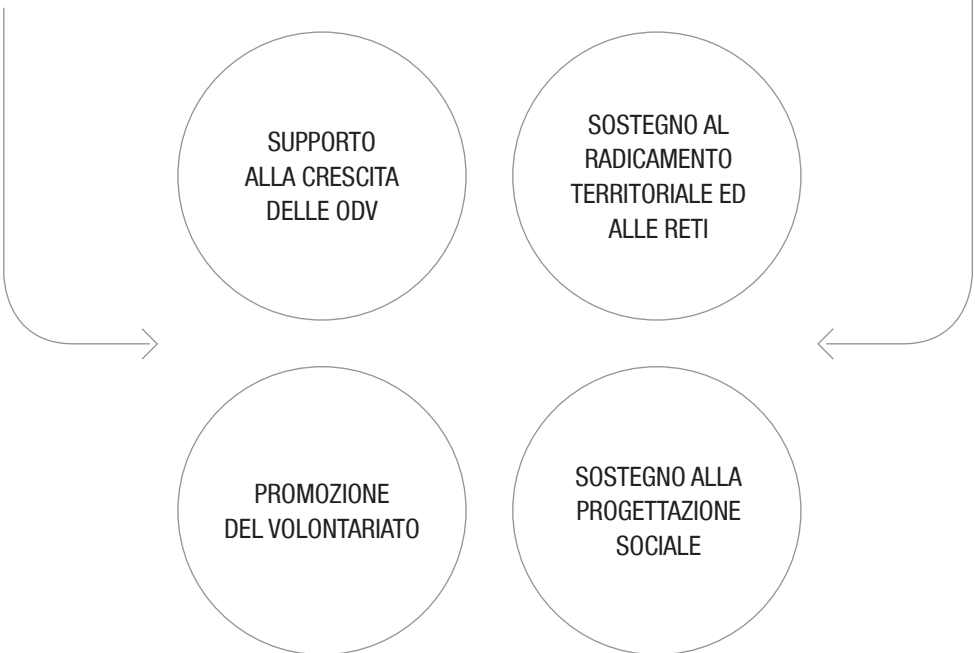 SUPPORTO
ALLA CRESCITA
DELLE ODV
SOSTEGNO AL
RADICAMENTO
TERRITORIALE ED
ALLE RETI
PROMOZIONE
DEL VOLONTARIATO
SOSTEGNO ALLA
PROGETTAZIONE
SOCIALE